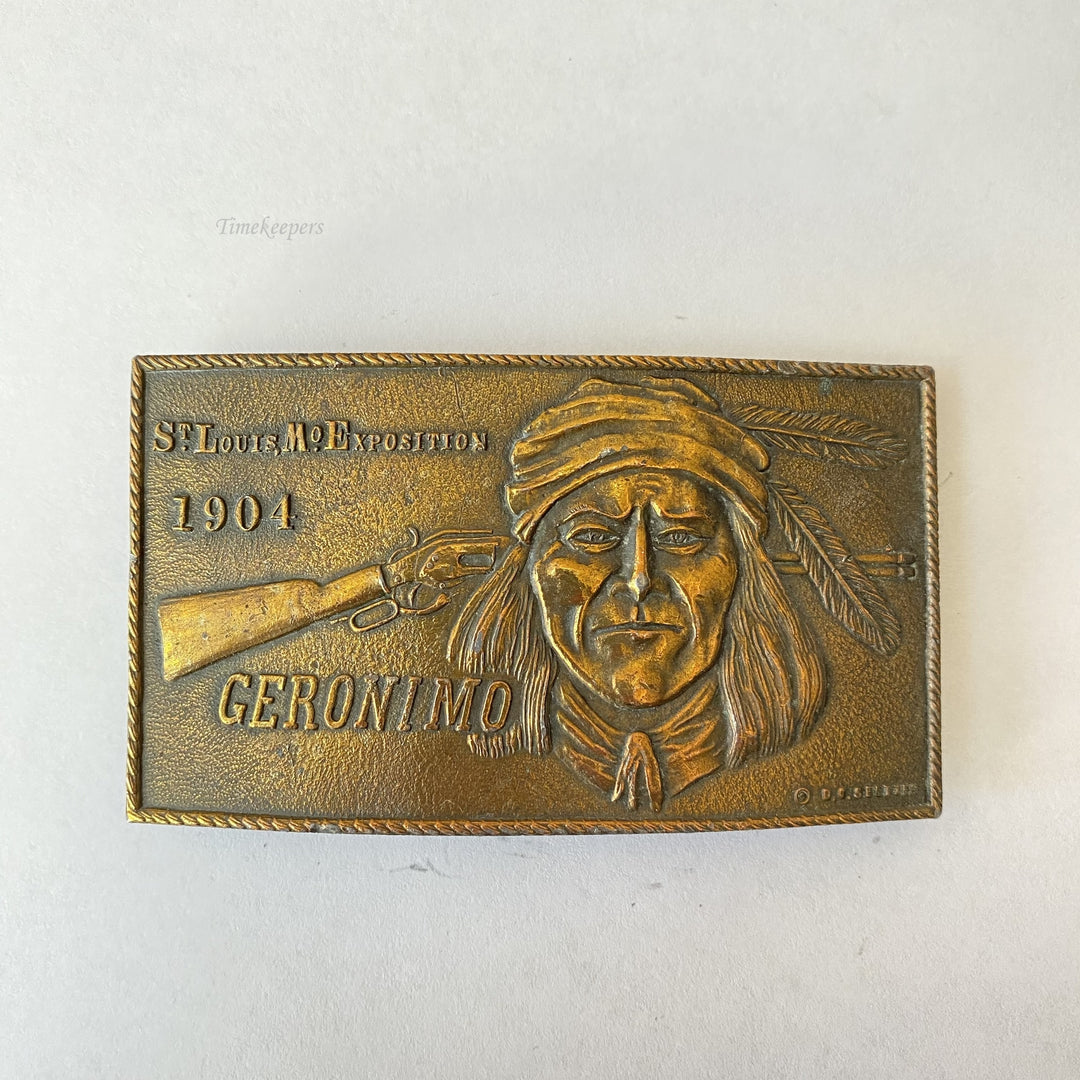 Timekeepers
ST. LOUIS, MO. EXPOSITION
1904
GERONIMO
© D.C.